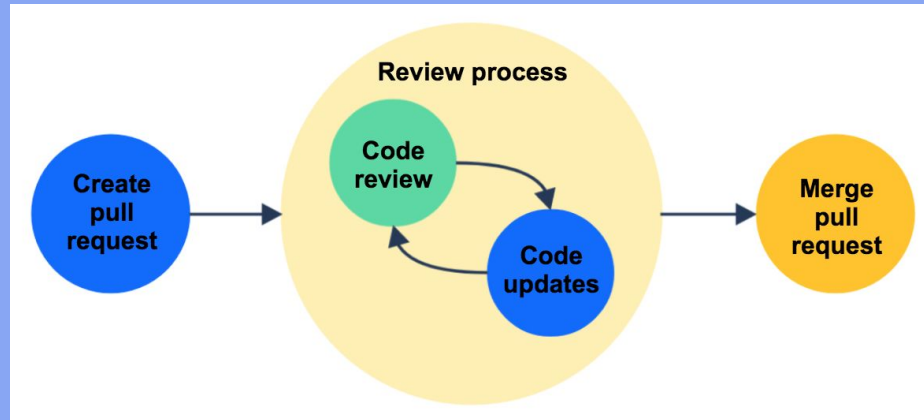 Review process
Create
pull
request
Code
review
Code
updates
Merge
pull
request